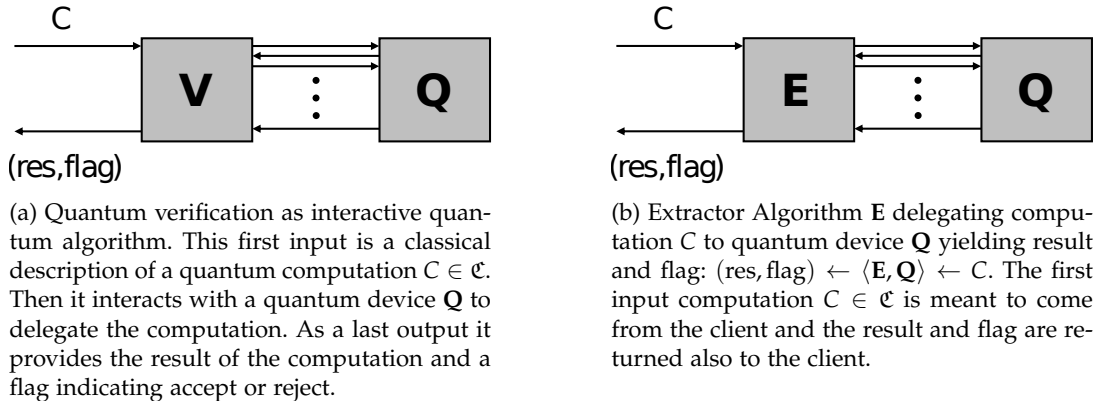 C
V
Q
(res,flag)
(a) Quantum verification as interactive quan-
tum algorithm. This first input is a classical
description of a quantum computation C ∈ ℭ.
Then it interacts with a quantum device Q to
delegate the computation. As a last output it
provides the result of the computation and a
flag indicating accept or reject.
C
E
Q
(res,flag)
(b) Extractor Algorithm E delegating compu-
tation C to quantum device Q yielding result
and flag: (res, flag) ← ⟨E, Q⟩ ← C. The first
input computation C ∈ ℭ is meant to come
from the client and the result and flag are re-
turned also to the client.